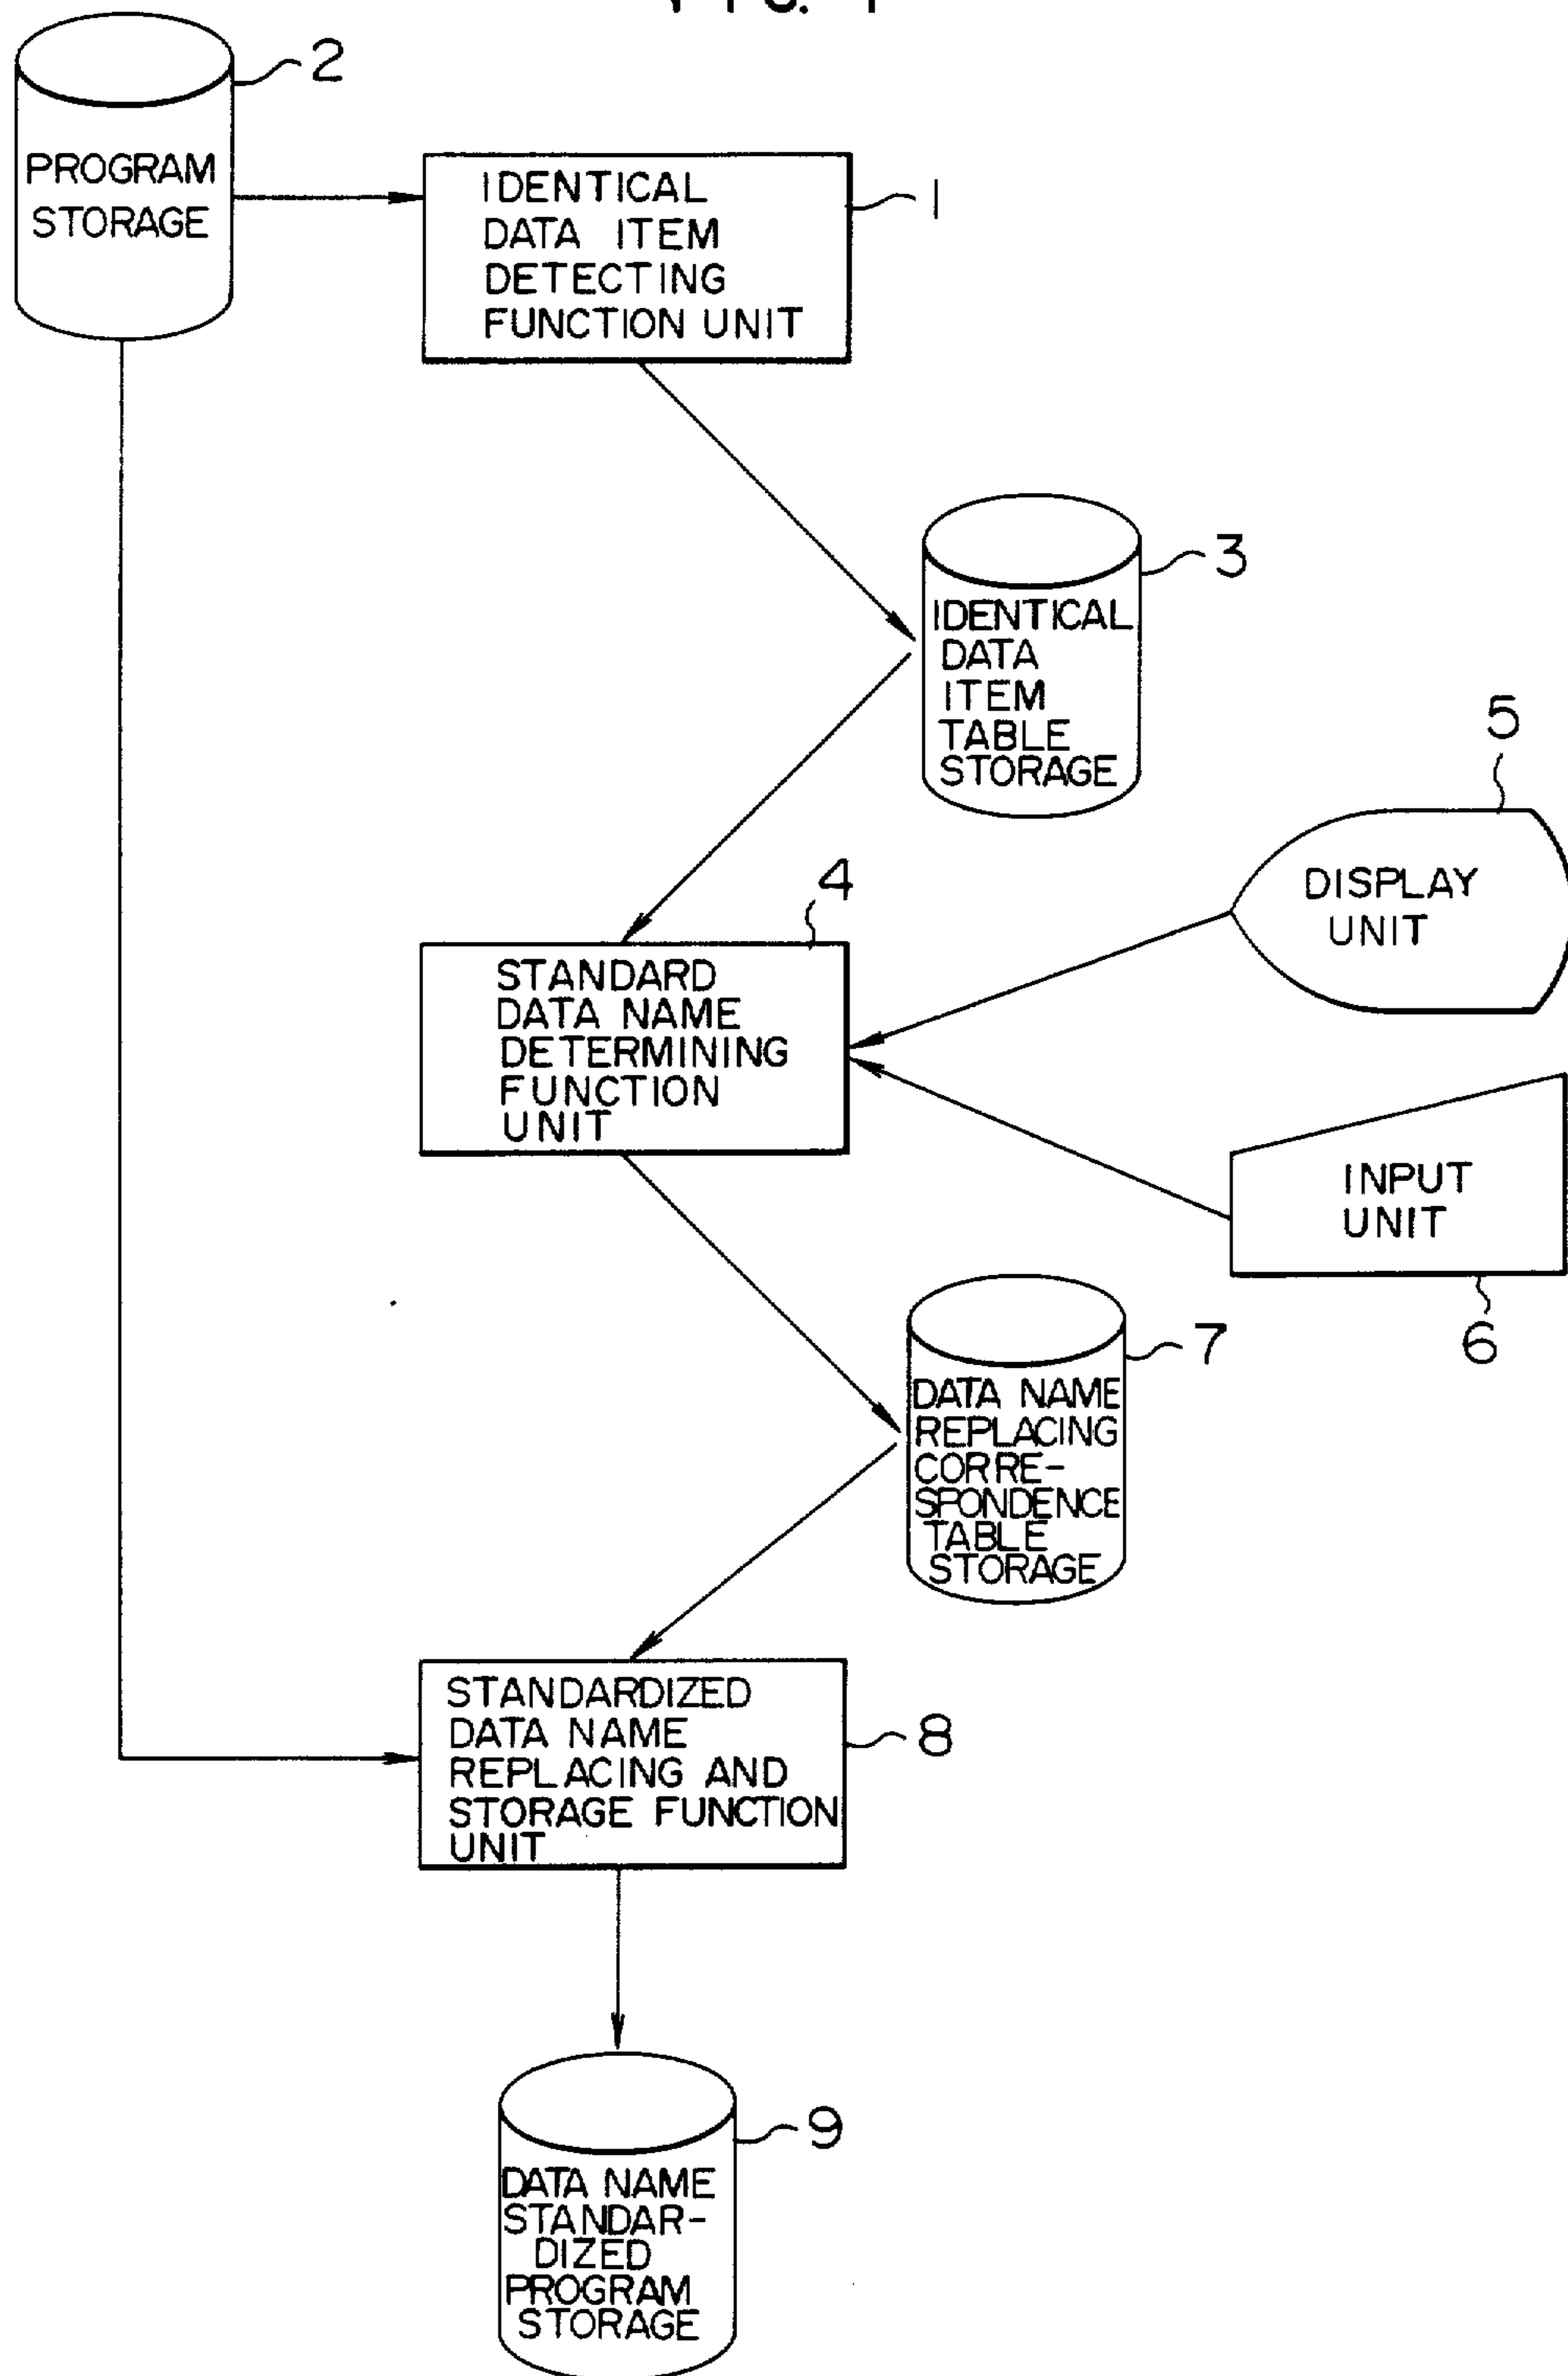 2
PROGRAM
STORAGE
IDENTICAL
DATA ITEM
DETECTING
FUNCTION UNIT
1
3
IDENTICAL
DATA
ITEM
TABLE
STORAGE
5
DISPLAY
UNIT
4
STANDARD
DATA NAME
DETERMINING
FUNCTION
UNIT
INPUT
UNIT
6
7
DATA NAME
REPLACING
CORRE-
SPONDENCE
TABLE
STORAGE
STANDARDIZED
DATA NAME
REPLACING AND
STORAGE FUNCTION
UNIT
8
9
DATA NAME
STANDAR-
DIZED
PROGRAM
STORAGE